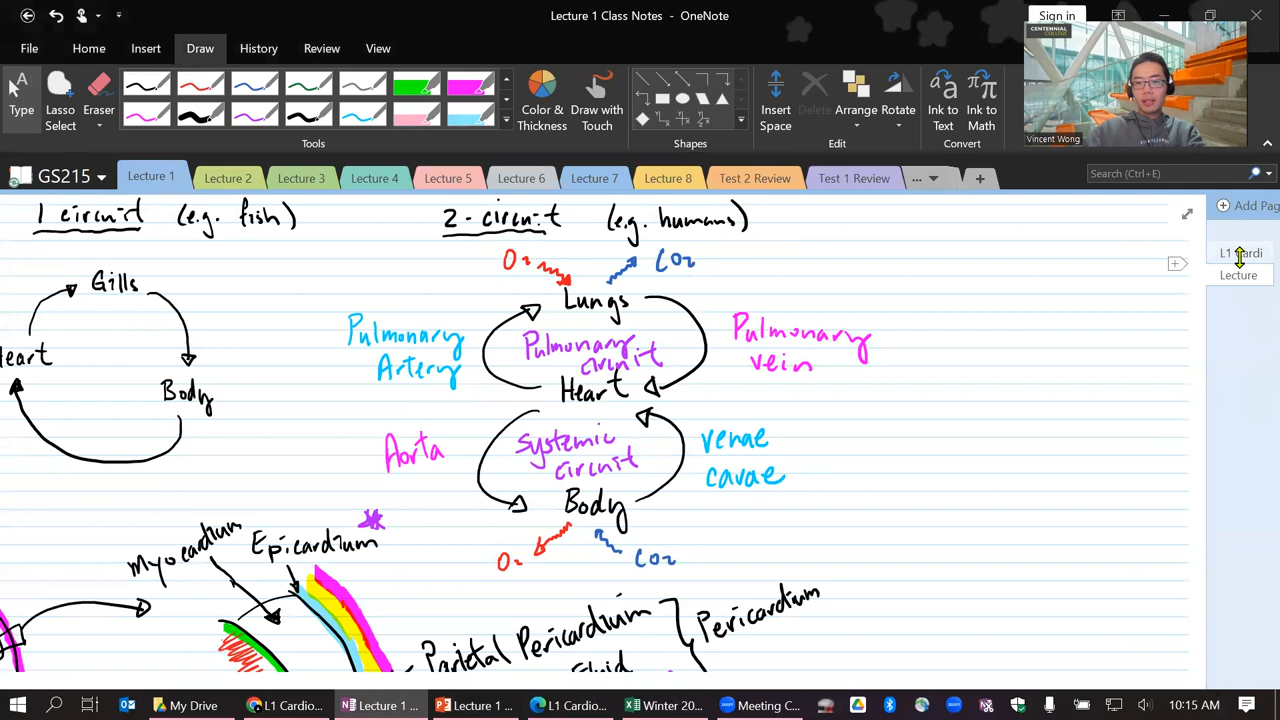 Lecture 1 Class Notes - OneNote
Sign in
CENTENNIAL COLLEGE
File Home Insert Draw History Review View
Type
Lasso Select
Eraser
Color & Thickness
Draw with Touch
Insert Space
Delete
Arrange
Rotate
Ink to Text
Ink to Math
Vincent Wong
Tools
Shapes
Edit
Convert
GS215
Lecture 1
Lecture 2
Lecture 3
Lecture 4
Lecture 5
Lecture 6
Lecture 7
Lecture 8
Test 2 Review
Test 1 Review
...
Search (Ctrl+E)
Add Pag
Lecture
1 circuit (e.g. fish)
2-circuit (e.g. humans)
O₂
CO₂
Gills
Lungs
Pulmonary Artery
Pulmonary circuit
Pulmonary vein
Heart
Heart
Body
Aorta
Systemic circuit
venae cavae
Body
O₂
CO₂
Myocardium
Epicardium
Parietal Pericardium
Pericardium
Fluid
My Drive
L1 Cardio...
Lecture 1 ...
Lecture 1 ...
L1 Cardio...
Winter 20...
Meeting C...
10:15 AM